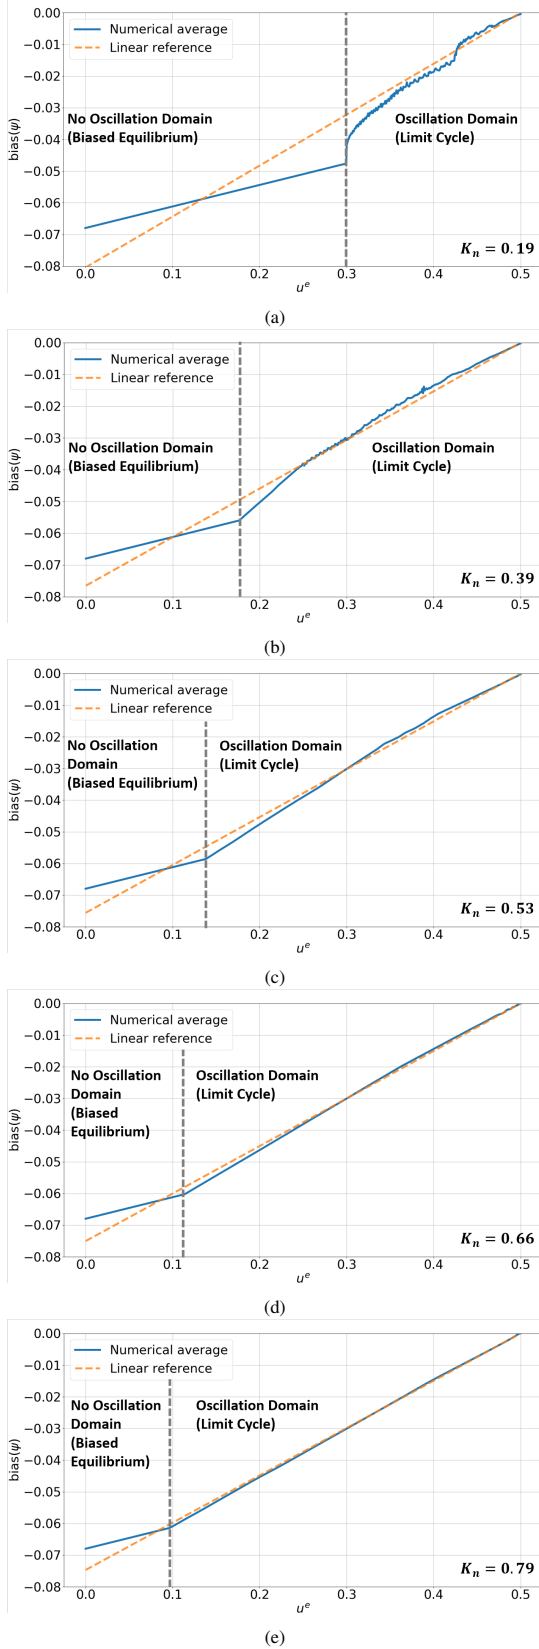 0.00
Numerical average
−0.01
Linear reference
−0.02
−0.03
No Oscillation Domain
(Biased Equilibrium)
Oscillation Domain
(Limit Cycle)
−0.04
−0.05
−0.06
−0.07
−0.08
bias(ψ)
K_n = 0.19
0.0 0.1 0.2 0.3 0.4 0.5
u^e
(a)
0.00
Numerical average
−0.01
Linear reference
−0.02
−0.03
No Oscillation Domain
(Biased Equilibrium)
Oscillation Domain
(Limit Cycle)
−0.04
−0.05
−0.06
−0.07
−0.08
bias(ψ)
K_n = 0.39
0.0 0.1 0.2 0.3 0.4 0.5
u^e
(b)
0.00
Numerical average
−0.01
Linear reference
−0.02
No Oscillation
Domain
(Biased Equilibrium)
Oscillation Domain
(Limit Cycle)
−0.03
−0.04
−0.05
−0.06
−0.07
−0.08
bias(ψ)
K_n = 0.53
0.0 0.1 0.2 0.3 0.4 0.5
u^e
(c)
0.00
Numerical average
−0.01
Linear reference
−0.02
No Oscillation
Domain
(Biased
Equilibrium)
Oscillation Domain
(Limit Cycle)
−0.03
−0.04
−0.05
−0.06
−0.07
−0.08
bias(ψ)
K_n = 0.66
0.0 0.1 0.2 0.3 0.4 0.5
u^e
(d)
0.00
Numerical average
−0.01
Linear reference
−0.02
No Oscillation
Domain
(Biased
Equilibrium)
Oscillation Domain
(Limit Cycle)
−0.03
−0.04
−0.05
−0.06
−0.07
−0.08
bias(ψ)
K_n = 0.79
0.0 0.1 0.2 0.3 0.4 0.5
u^e
(e)